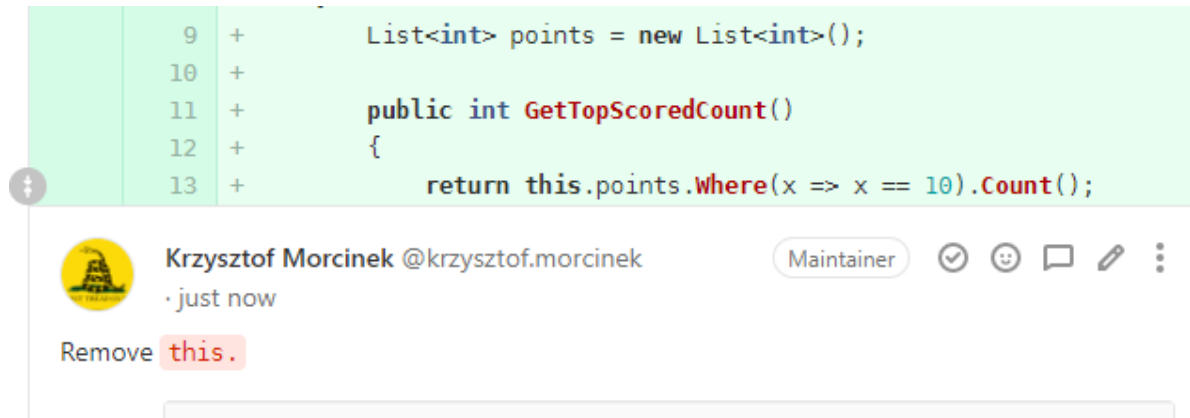 9 + List<int> points = new List<int>();
10 +
11 + public int GetTopScoredCount()
12 + {
13 + return this.points.Where(x => x == 10).Count();
Krzysztof Morcinek @krzysztof.morcinek Maintainer
· just now
Remove this.